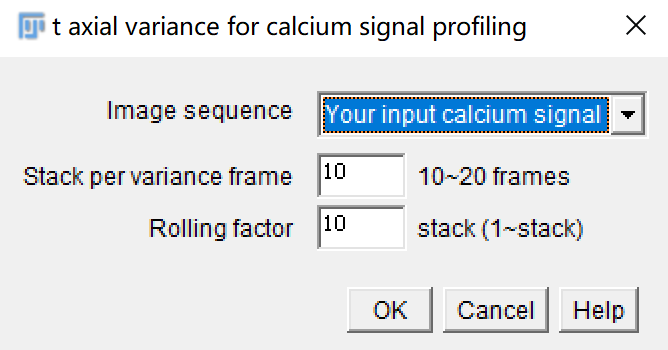 t axial variance for calcium signal profiling
Image sequence Your input calcium signal
Stack per variance frame 10 10~20 frames
Rolling factor 10 stack (1~stack)
OK Cancel Help